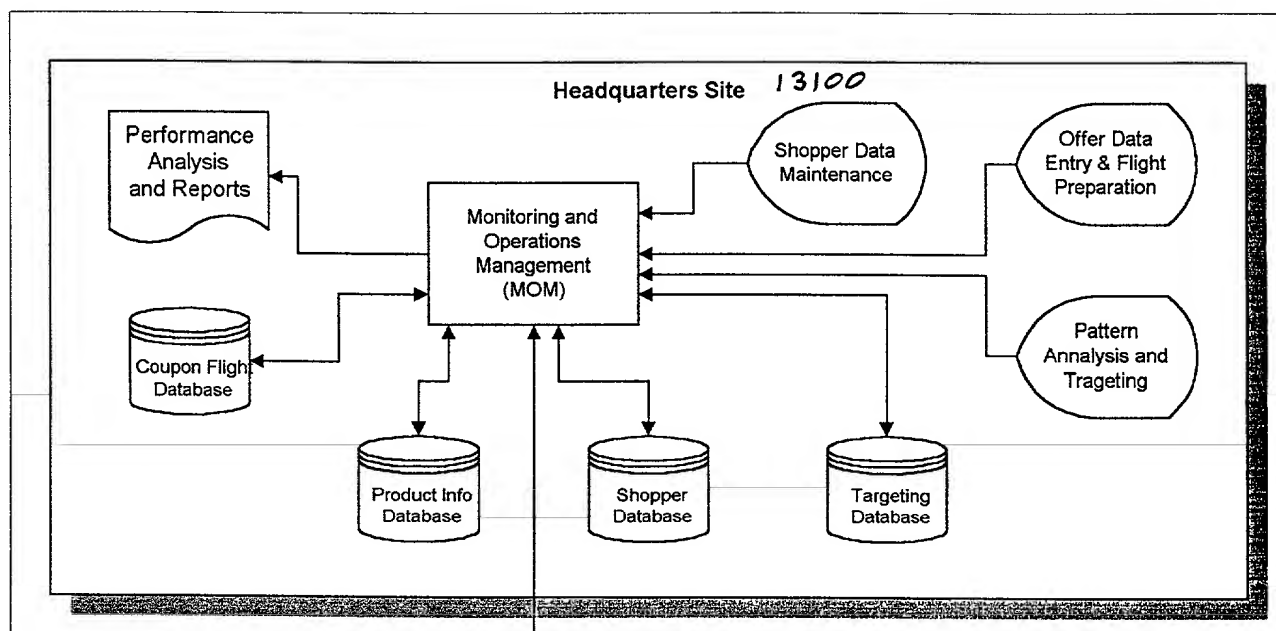 Headquarters Site 13100
Performance
Analysis
and Reports
Shopper Data
Maintenance
Offer Data
Entry & Flight
Preparation
Monitoring and
Operations
Management
(MOM)
Coupon Flight
Database
Pattern
Annalysis and
Trageting
Product Info
Database
Shopper
Database
Targeting
Database